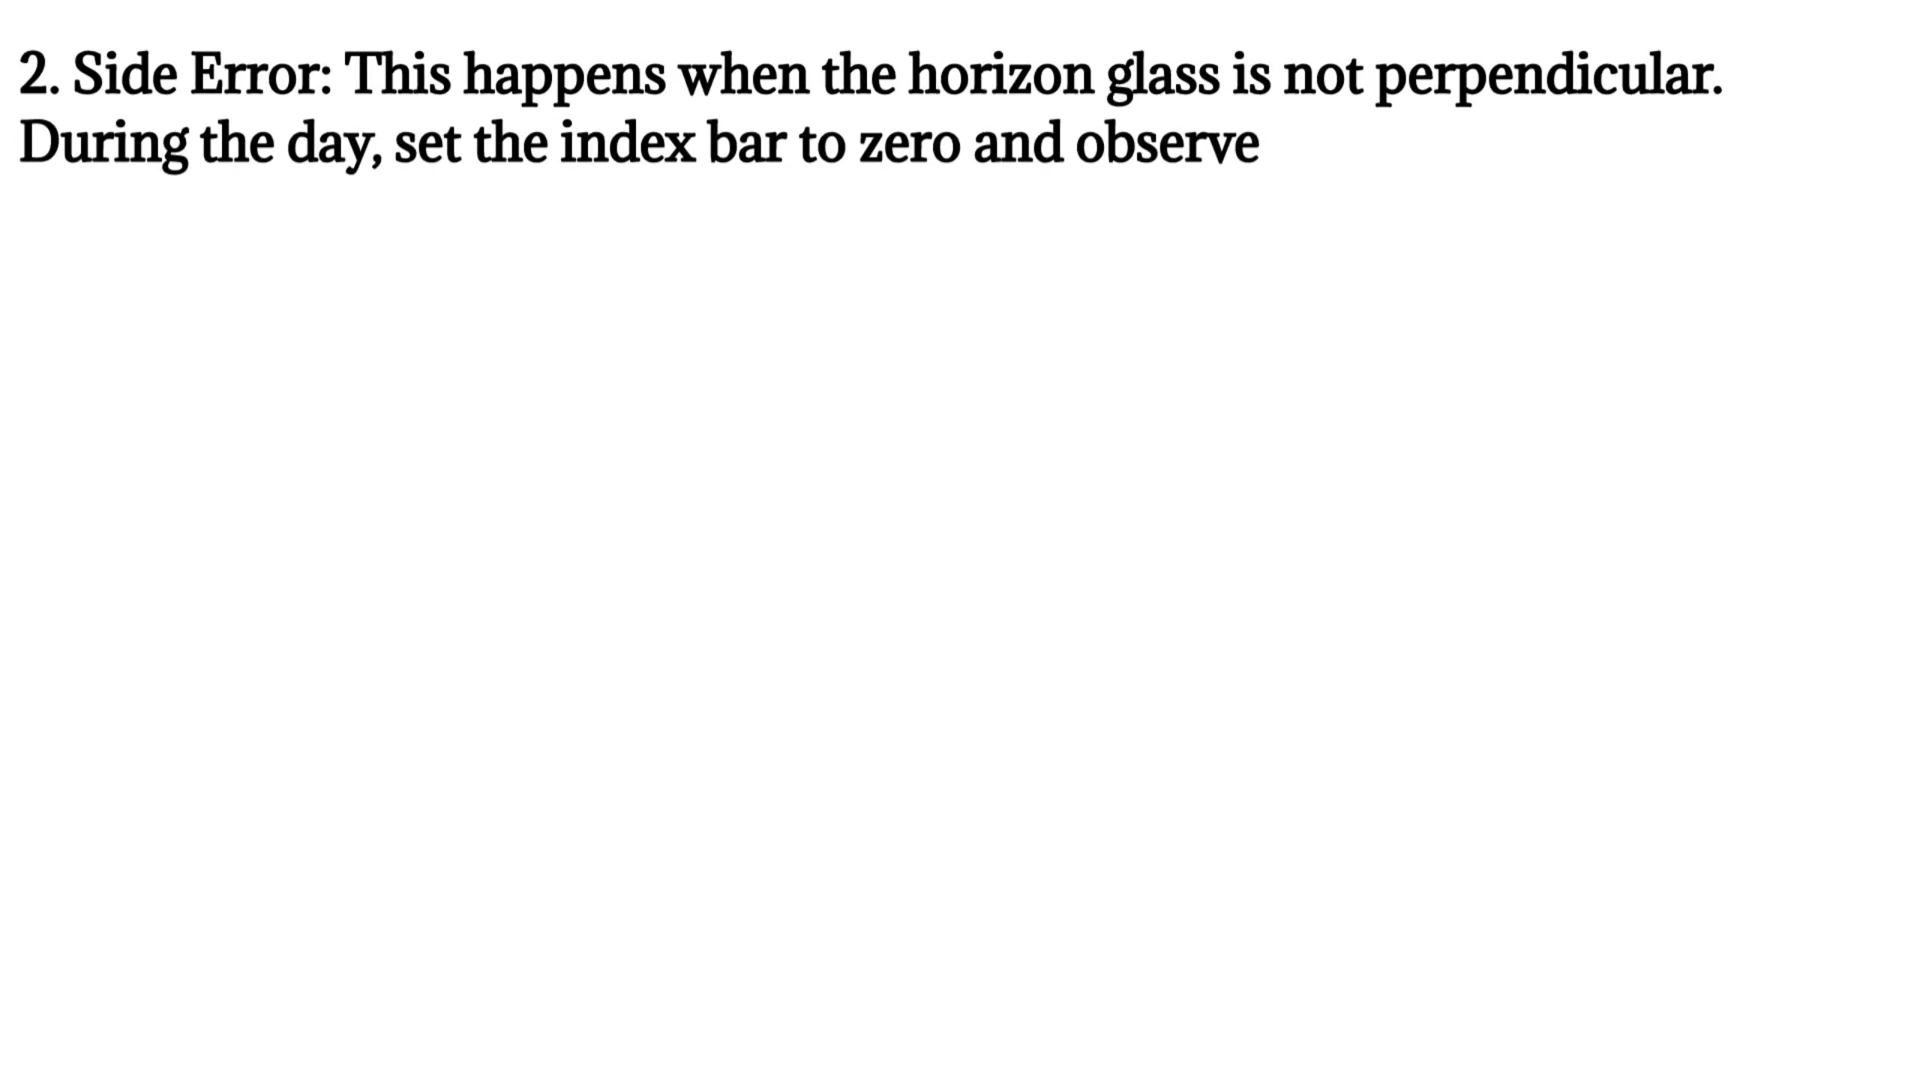 2. Side Error: This happens when the horizon glass is not perpendicular.
During the day, set the index bar to zero and observe